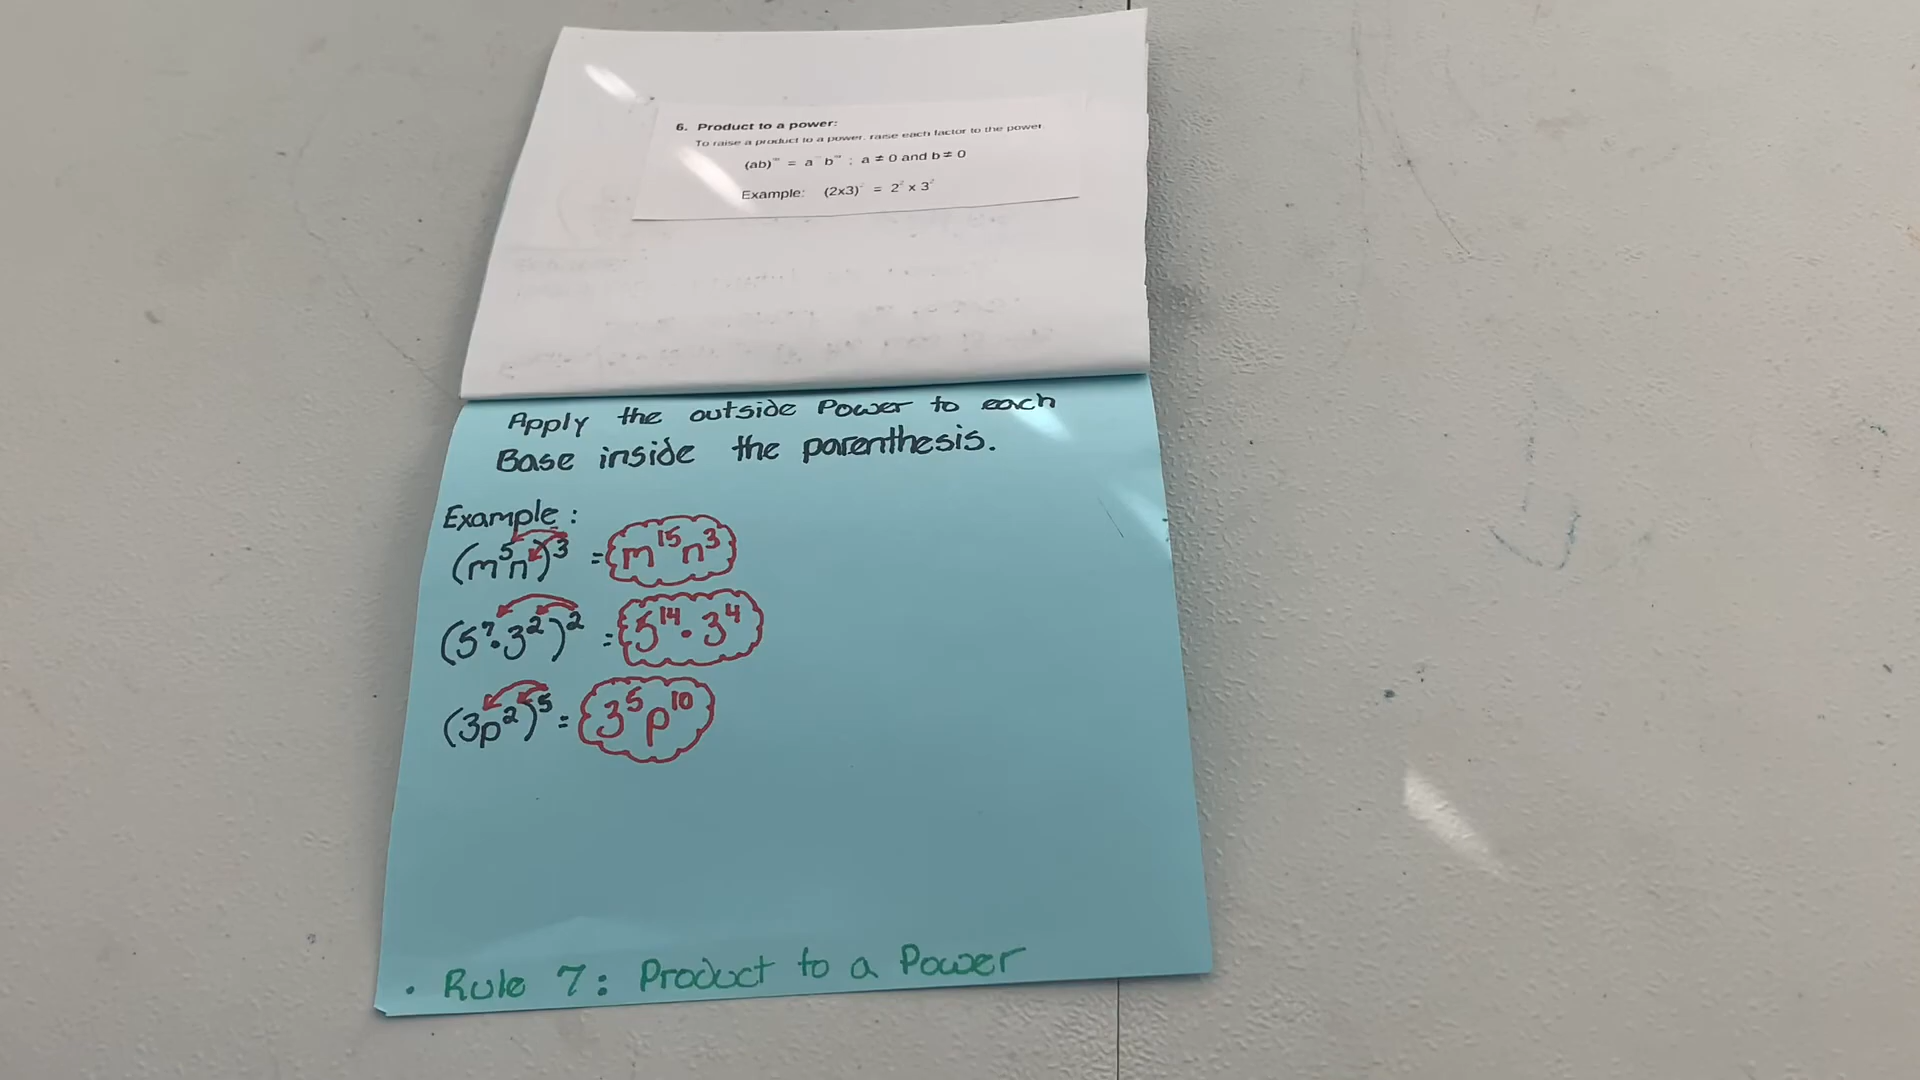 6. Product to a power:
To raise a product to a power, raise each factor to the power
(ab)ᵐ = aᵐ bᵐ ; a ≠ 0 and b ≠ 0
Example: (2x3)² = 2² x 3²
Apply the outside Power to each
Base inside the parenthesis.
Example:
(m⁵n)³ = m¹⁵n³
(5⁷·3²)² = 5¹⁴·3⁴
(3p²)⁵ = 3⁵p¹⁰
· Rule 7: Product to a Power